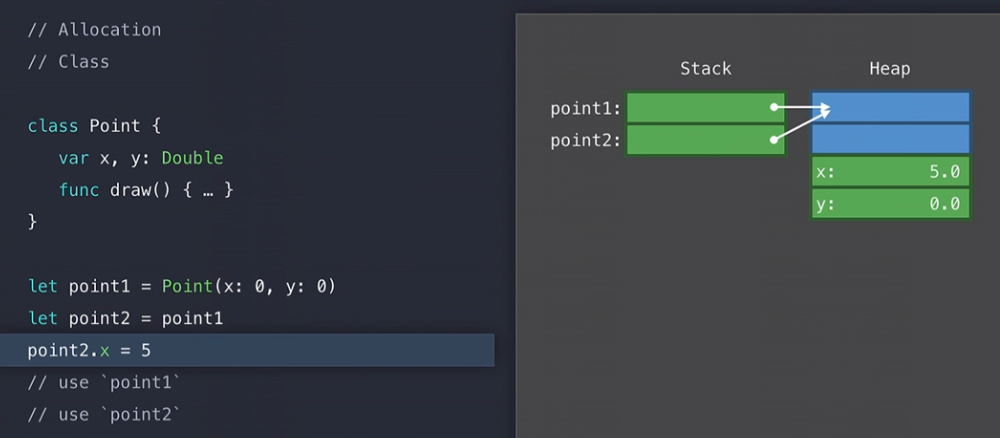 // Allocation
// Class
class Point {
var x, y: Double
func draw() { … }
}
let point1 = Point(x: 0, y: 0)
let point2 = point1
point2.x = 5
// use `point1`
// use `point2`
Stack
Heap
point1:
point2:
x: 5.0
y: 0.0